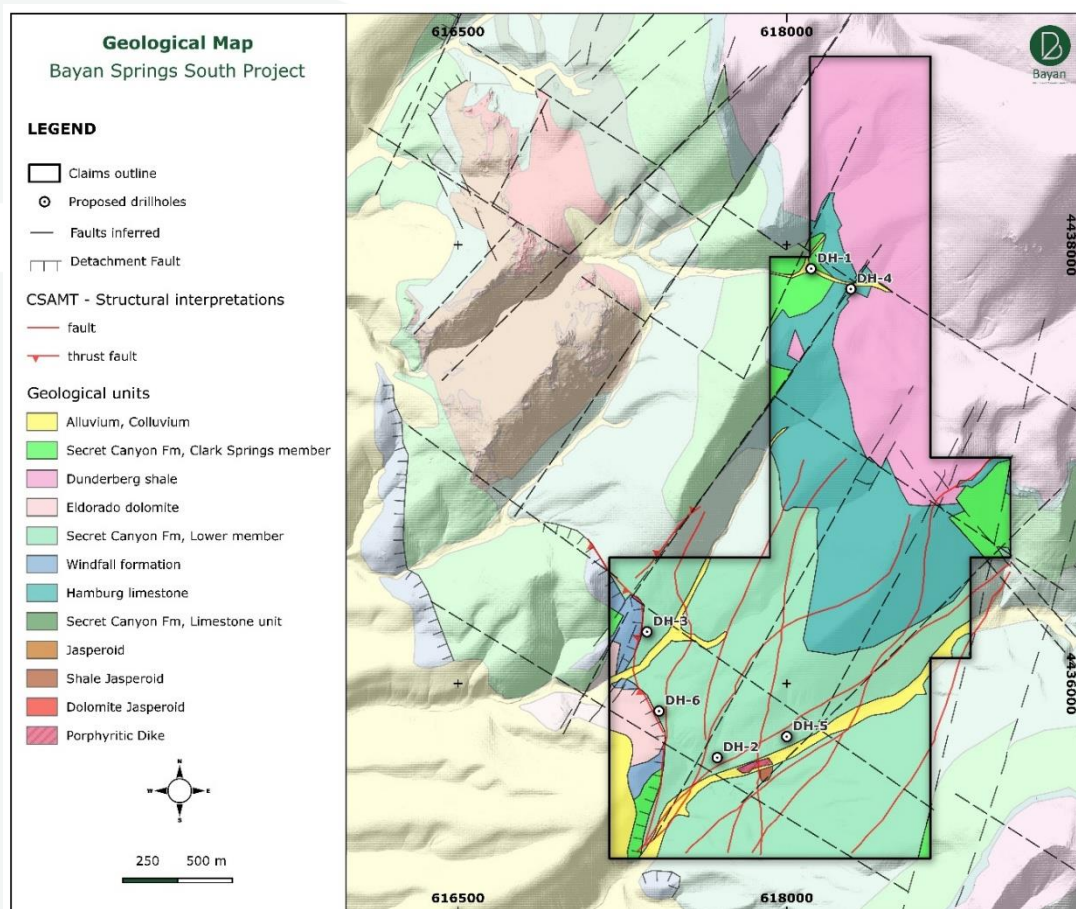 Geological Map
Bayan Springs South Project
LEGEND
Claims outline
Proposed drillholes
Faults inferred
Detachment Fault
CSAMT - Structural interpretations
fault
thrust fault
Geological units
Alluvium, Colluvium
Secret Canyon Fm, Clark Springs member
Dunderberg shale
Eldorado dolomite
Secret Canyon Fm, Lower member
Windfall formation
Hamburg limestone
Secret Canyon Fm, Limestone unit
Jasperoid
Shale Jasperoid
Dolomite Jasperoid
Porphyritic Dike
N
W E
S
250 500 m
616500 618000
Bayan
4438000
DH-1
DH-4
DH-3
4436000
DH-6
DH-5
DH-2
616500 618000